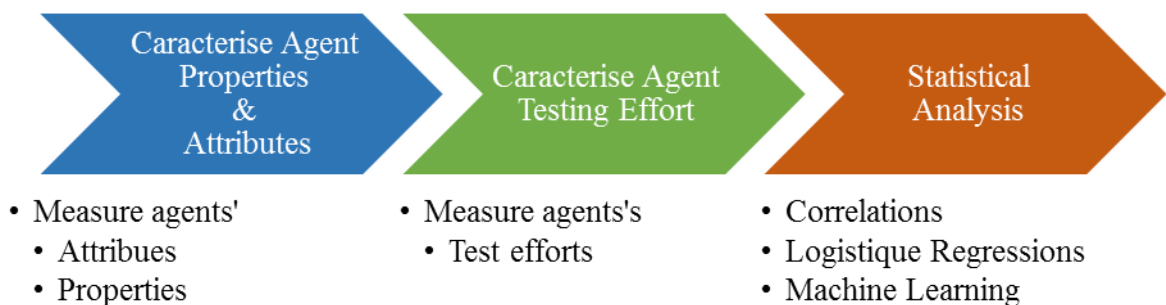 Caracterise Agent
Properties
&
Attributes
Caracterise Agent
Testing Effort
Statistical
Analysis
• Measure agents'
• Attribues
• Properties
• Measure agents's
• Test efforts
• Correlations
• Logistique Regressions
• Machine Learning